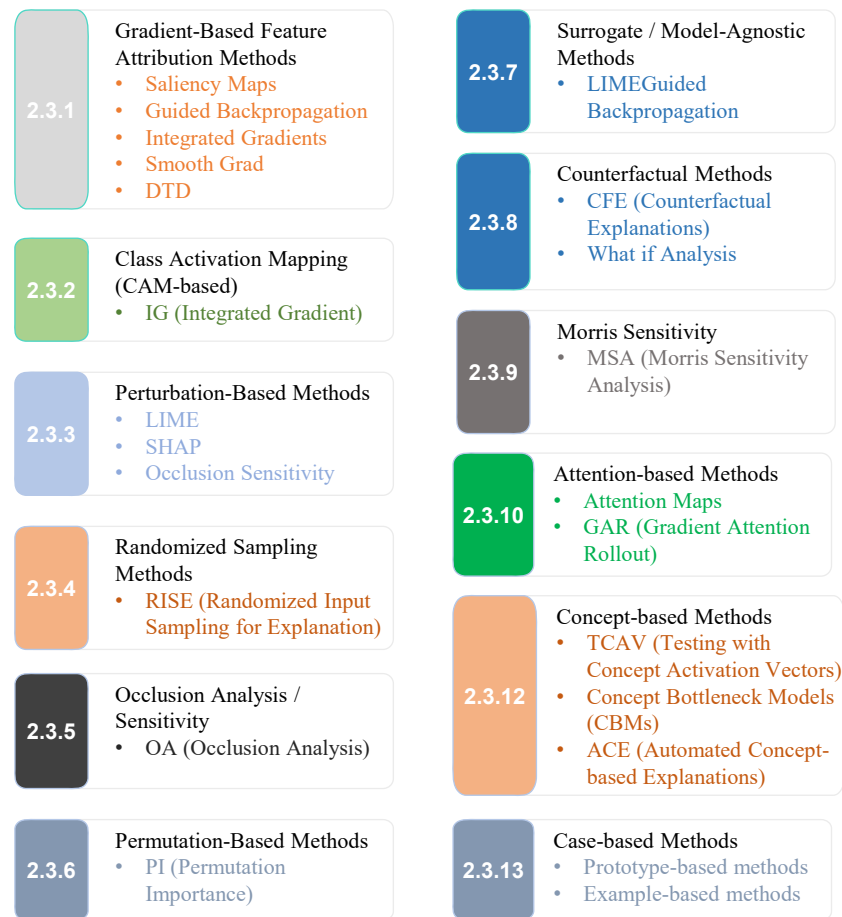 2.3.1
Gradient-Based Feature
Attribution Methods
• Saliency Maps
• Guided Backpropagation
• Integrated Gradients
• Smooth Grad
• DTD
2.3.2
Class Activation Mapping
(CAM-based)
• IG (Integrated Gradient)
2.3.3
Perturbation-Based Methods
• LIME
• SHAP
• Occlusion Sensitivity
2.3.4
Randomized Sampling
Methods
• RISE (Randomized Input
Sampling for Explanation)
2.3.5
Occlusion Analysis /
Sensitivity
• OA (Occlusion Analysis)
2.3.6
Permutation-Based Methods
• PI (Permutation
Importance)
2.3.7
Surrogate / Model-Agnostic
Methods
• LIMEGuided
Backpropagation
2.3.8
Counterfactual Methods
• CFE (Counterfactual
Explanations)
• What if Analysis
2.3.9
Morris Sensitivity
• MSA (Morris Sensitivity
Analysis)
2.3.10
Attention-based Methods
• Attention Maps
• GAR (Gradient Attention
Rollout)
2.3.12
Concept-based Methods
• TCAV (Testing with
Concept Activation Vectors)
• Concept Bottleneck Models
(CBMs)
• ACE (Automated Concept-
based Explanations)
2.3.13
Case-based Methods
• Prototype-based methods
• Example-based methods